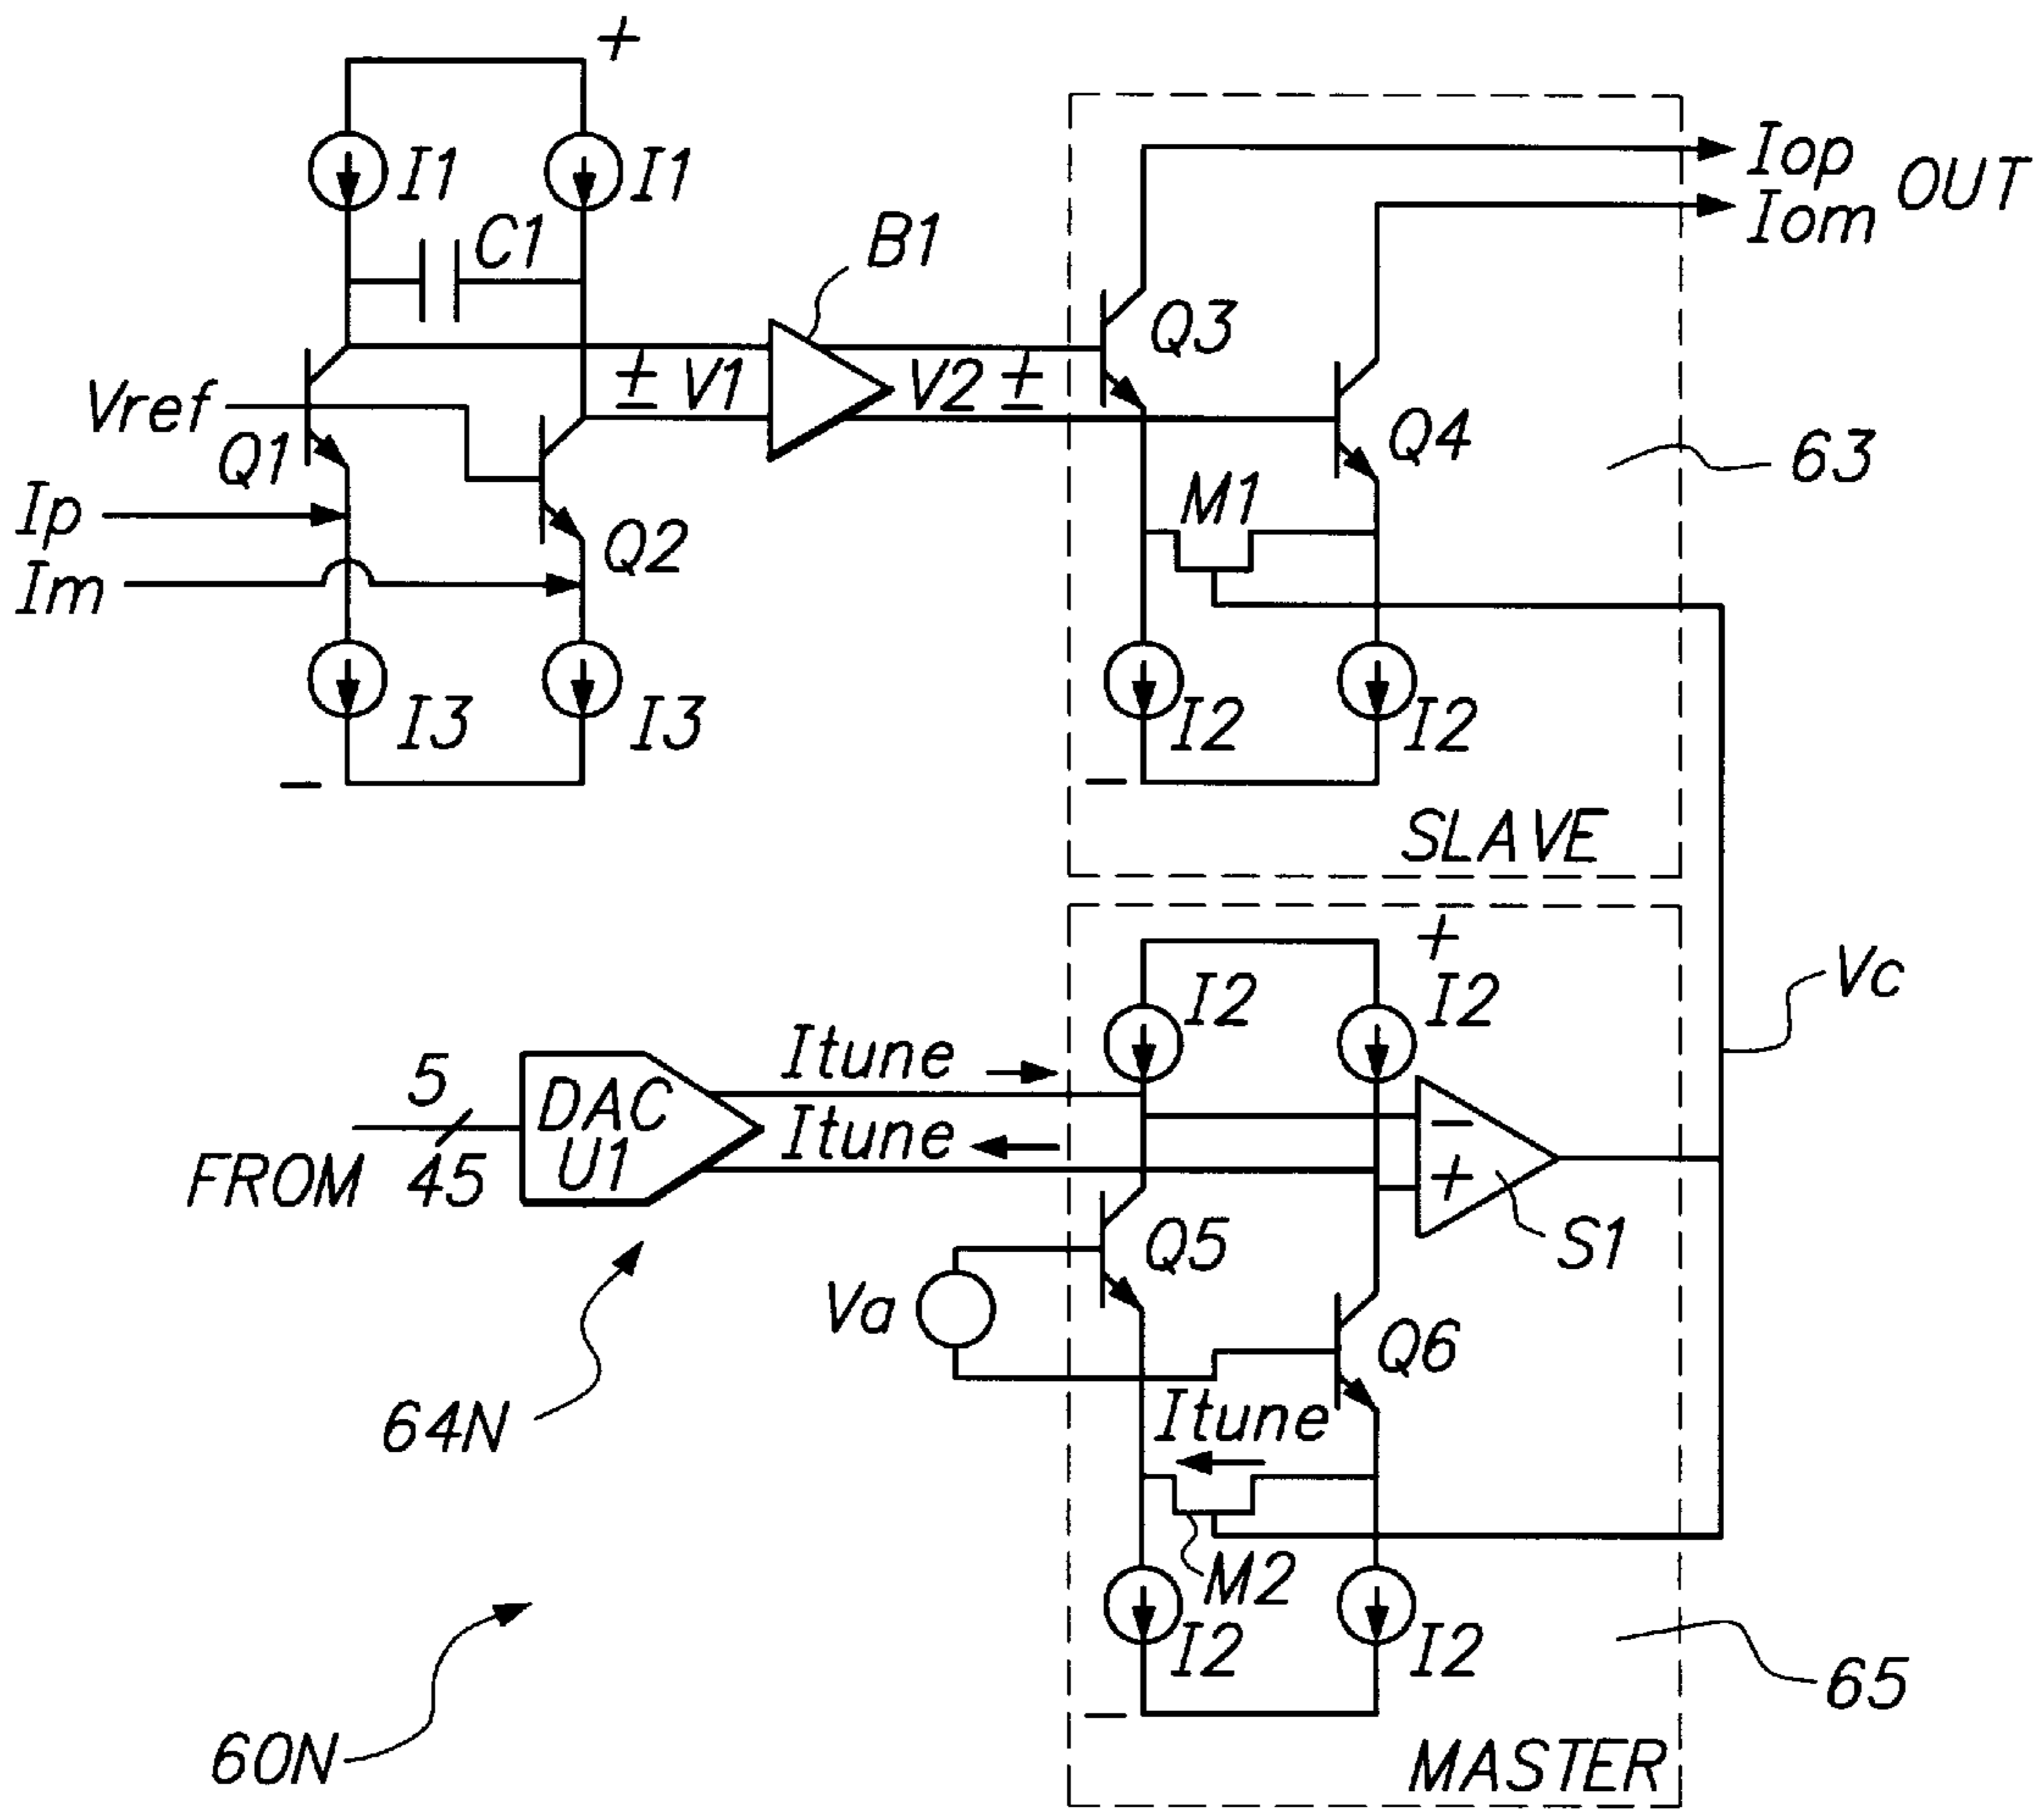 +
I1 I1
C1
B1
Iop
Iom
OUT
Q3
Vref
± V1
V2 ±
Q1
Q4
63
Ip
Im
Q2
M1
I3 I3
I2 I2
−
−
SLAVE
+
I2 I2
Vc
5
Itune
DAC
U1
Itune
FROM 45
−
+
S1
Q5
Va
Q6
64N
Itune
M2
I2 I2
65
−
60N
MASTER